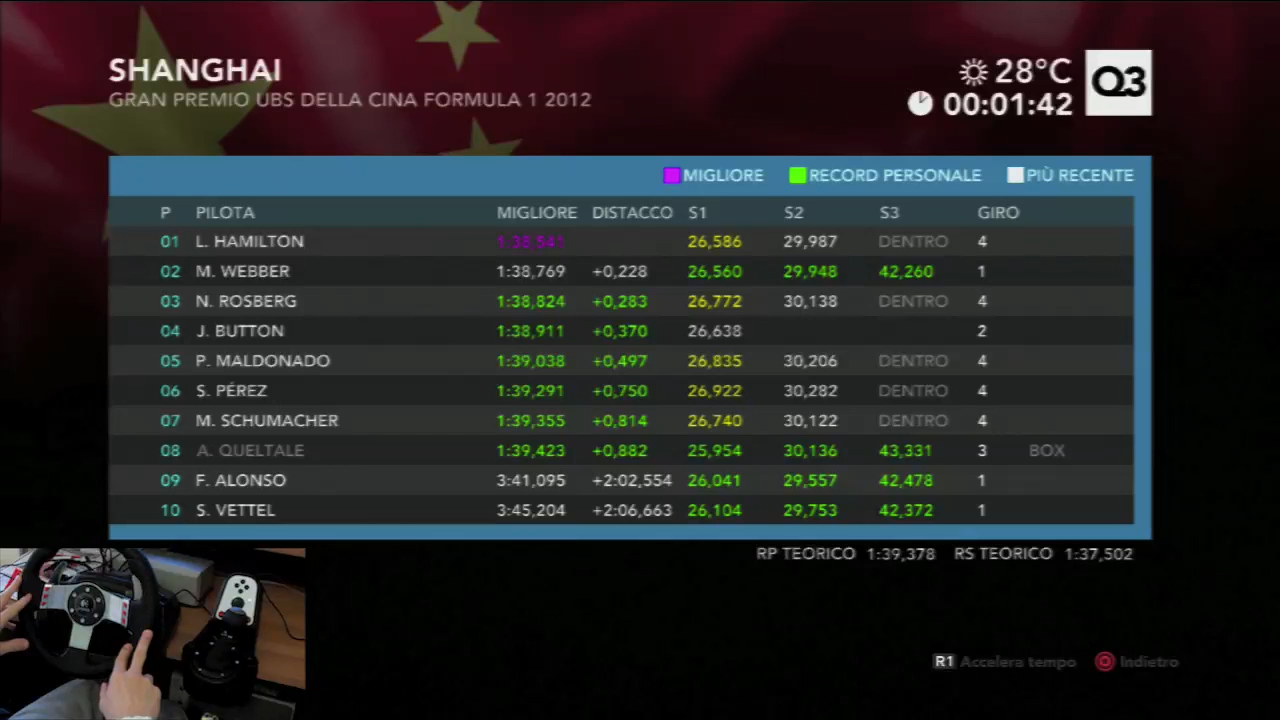 SHANGHAI
GRAN PREMIO UBS DELLA CINA FORMULA 1 2012
28°C
00:01:42
Q3
MIGLIORE RECORD PERSONALE PIÙ RECENTE
P PILOTA MIGLIORE DISTACCO S1 S2 S3 GIRO
01 L. HAMILTON 1:38,541 26,586 29,987 DENTRO 4
02 M. WEBBER 1:38,769 +0,228 26,560 29,948 42,260 1
03 N. ROSBERG 1:38,824 +0,283 26,772 30,138 DENTRO 4
04 J. BUTTON 1:38,911 +0,370 26,638 2
05 P. MALDONADO 1:39,038 +0,497 26,835 30,206 DENTRO 4
06 S. PÉREZ 1:39,291 +0,750 26,922 30,282 DENTRO 4
07 M. SCHUMACHER 1:39,355 +0,814 26,740 30,122 DENTRO 4
08 A. QUELTALE 1:39,423 +0,882 25,954 30,136 43,331 3 BOX
09 F. ALONSO 3:41,095 +2:02,554 26,041 29,557 42,478 1
10 S. VETTEL 3:45,204 +2:06,663 26,104 29,753 42,372 1
RP TEORICO 1:39,378 RS TEORICO 1:37,502
R1 Accelera tempo Indietro